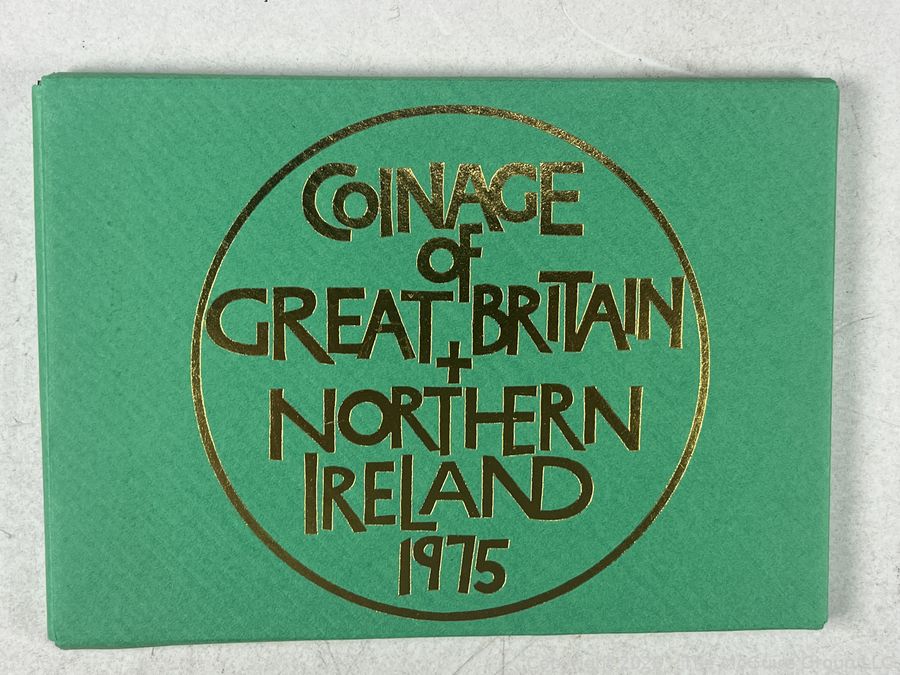 COINAGE
OF
GREAT BRITAIN
+
NORTHERN
IRELAND
1975